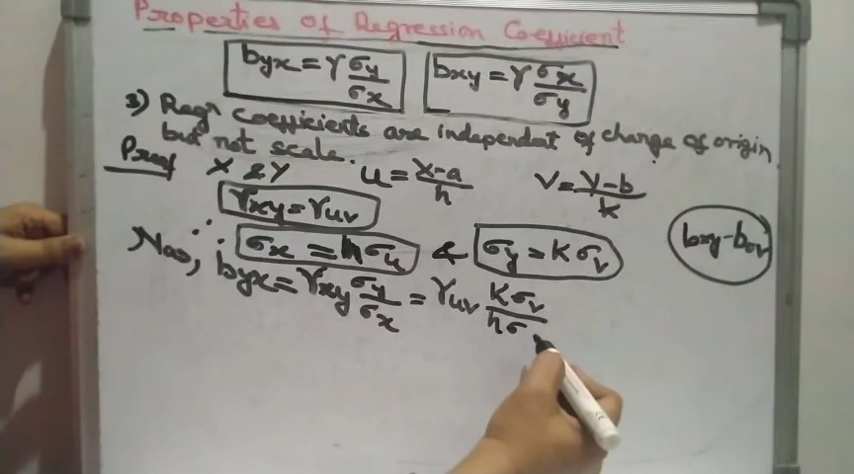 Properties of Regression Coefficient
byx = r σy/σx   bxy = r σx/σy
3) Regn Coefficients are independent of change of origin
but not scale.
Proof X & Y   u = x-a/h   v = y-b/k
∵ rxy = ruv
Now, σx = hσu & σy = kσv   bxy-buv
byx = rxy σy/σx = ruv kσv/hσ